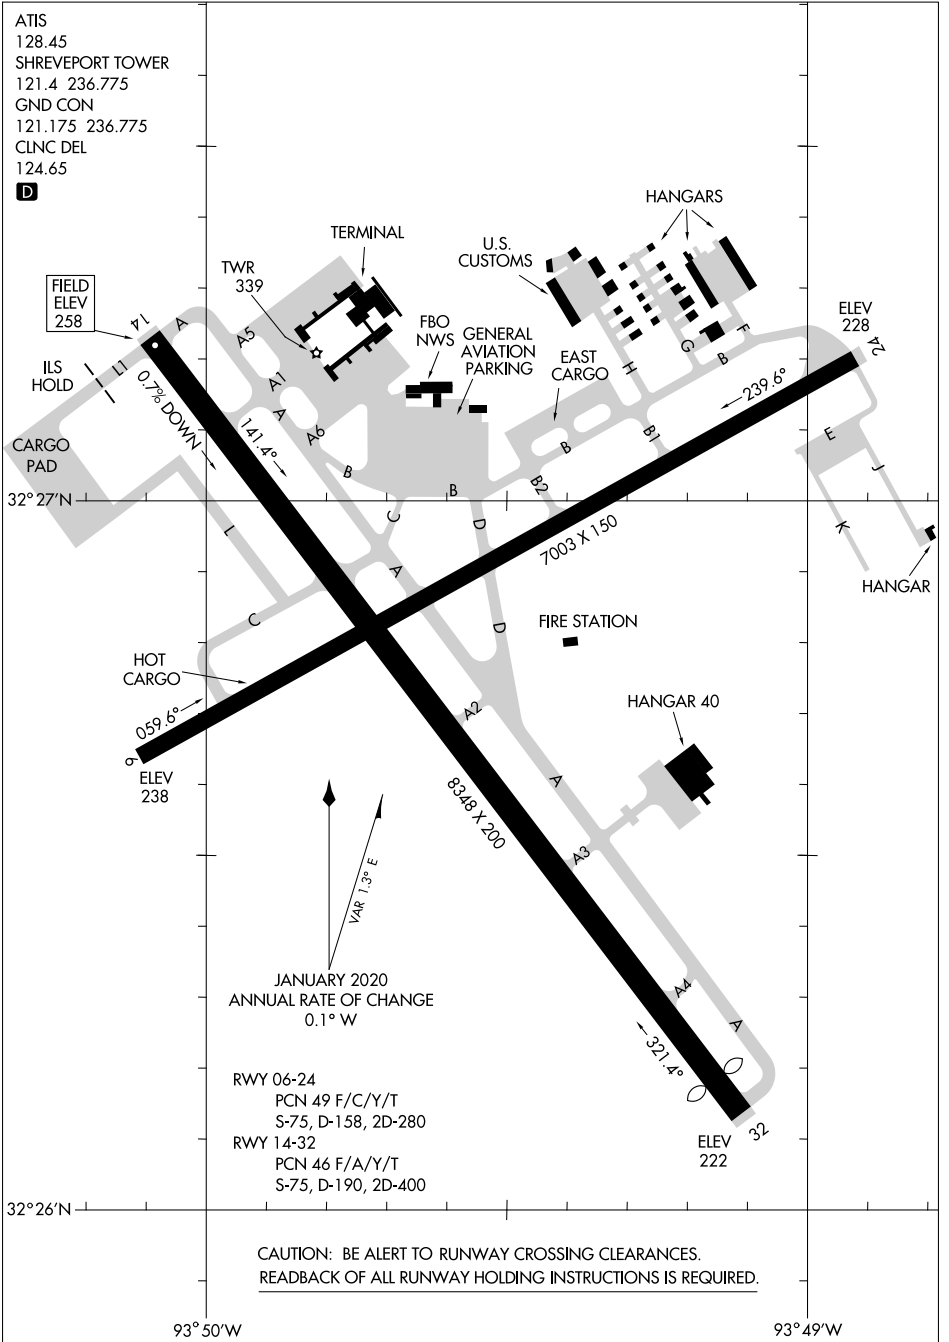 ATIS
128.45
SHREVEPORT TOWER
121.4 236.775
GND CON
121.175 236.775
CLNC DEL
124.65
D
HANGARS
TERMINAL
U.S.
CUSTOMS
TWR
339
FIELD
ELEV
258
14
A
A5
ELEV
228
24
FBO
NWS
GENERAL
AVIATION
PARKING
EAST
CARGO
F
G
B
H
ILS
HOLD
L1
0.7% DOWN
A1
A
A6
141.4°
239.6°
B1
B
E
CARGO
PAD
B
B
B2
J
32°27'N
C
D
K
L
7003 X 150
HANGAR
A
C
D
FIRE STATION
HOT
CARGO
HANGAR 40
059.6°
A2
6
ELEV
238
A
8348 X 200
A3
VAR 1.3° E
JANUARY 2020
ANNUAL RATE OF CHANGE
0.1° W
A4
A
321.4°
RWY 06-24
PCN 49 F/C/Y/T
S-75, D-158, 2D-280
RWY 14-32
PCN 46 F/A/Y/T
S-75, D-190, 2D-400
32
ELEV
222
32°26'N
CAUTION: BE ALERT TO RUNWAY CROSSING CLEARANCES.
READBACK OF ALL RUNWAY HOLDING INSTRUCTIONS IS REQUIRED.
93°50'W
93°49'W